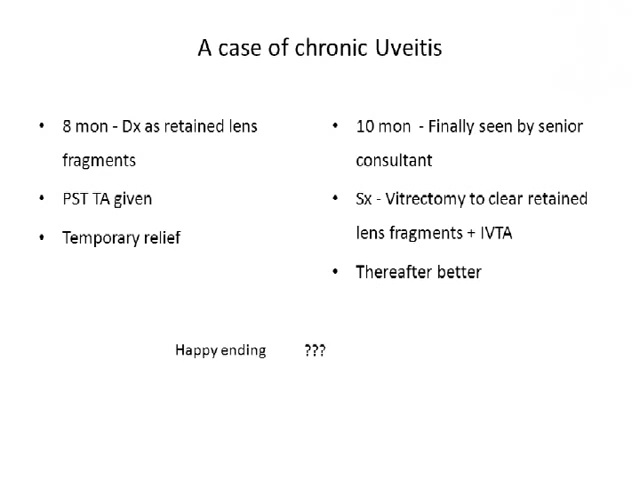 A case of chronic Uveitis
• 8 mon - Dx as retained lens
fragments
• PST TA given
• Temporary relief
• 10 mon - Finally seen by senior
consultant
• Sx - Vitrectomy to clear retained
lens fragments + IVTA
• Thereafter better
Happy ending ???